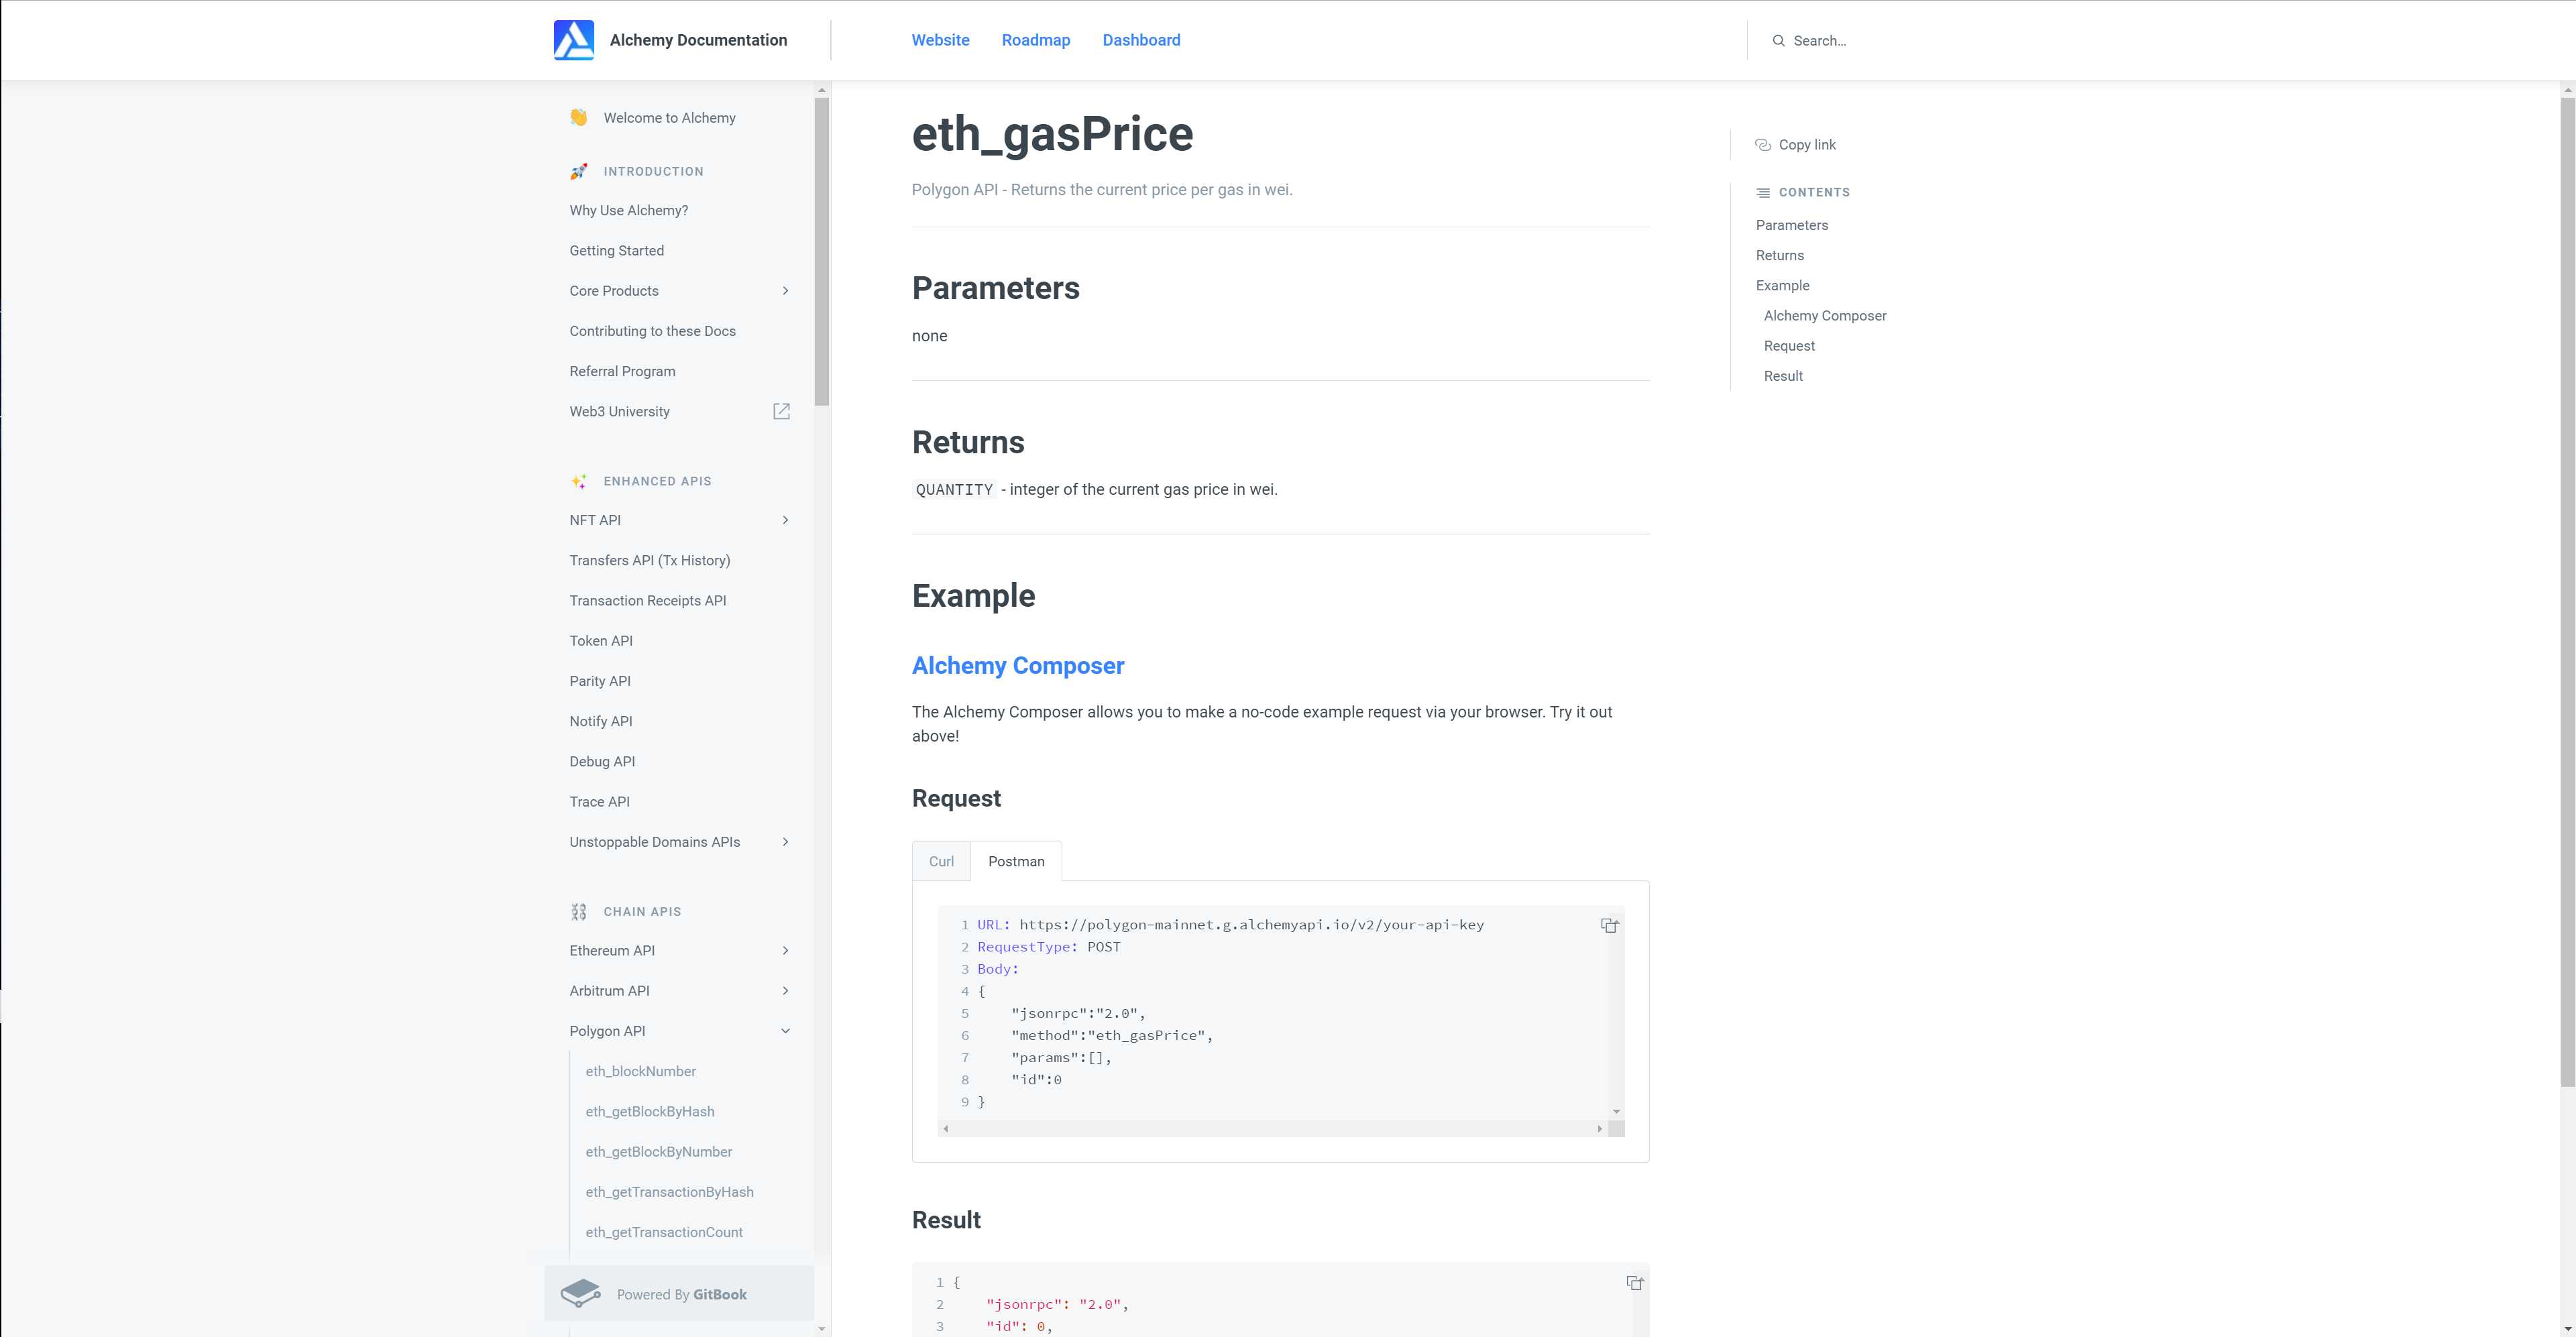 Alchemy Documentation
Website
Roadmap
Dashboard
Search…
Welcome to Alchemy
INTRODUCTION
Why Use Alchemy?
Getting Started
Core Products
Contributing to these Docs
Referral Program
Web3 University
ENHANCED APIS
NFT API
Transfers API (Tx History)
Transaction Receipts API
Token API
Parity API
Notify API
Debug API
Trace API
Unstoppable Domains APIs
CHAIN APIS
Ethereum API
Arbitrum API
Polygon API
eth_blockNumber
eth_getBlockByHash
eth_getBlockByNumber
eth_getTransactionByHash
eth_getTransactionCount
Powered By GitBook
eth_gasPrice
Polygon API - Returns the current price per gas in wei.
Parameters
none
Returns
QUANTITY - integer of the current gas price in wei.
Example
Alchemy Composer
The Alchemy Composer allows you to make a no-code example request via your browser. Try it out
above!
Request
Curl
Postman
1 URL: https://polygon-mainnet.g.alchemyapi.io/v2/your-api-key
2 RequestType: POST
3 Body:
4 {
5     "jsonrpc":"2.0",
6     "method":"eth_gasPrice",
7     "params":[],
8     "id":0
9 }
Result
1 {
2     "jsonrpc": "2.0",
3     "id": 0,
Copy link
CONTENTS
Parameters
Returns
Example
Alchemy Composer
Request
Result